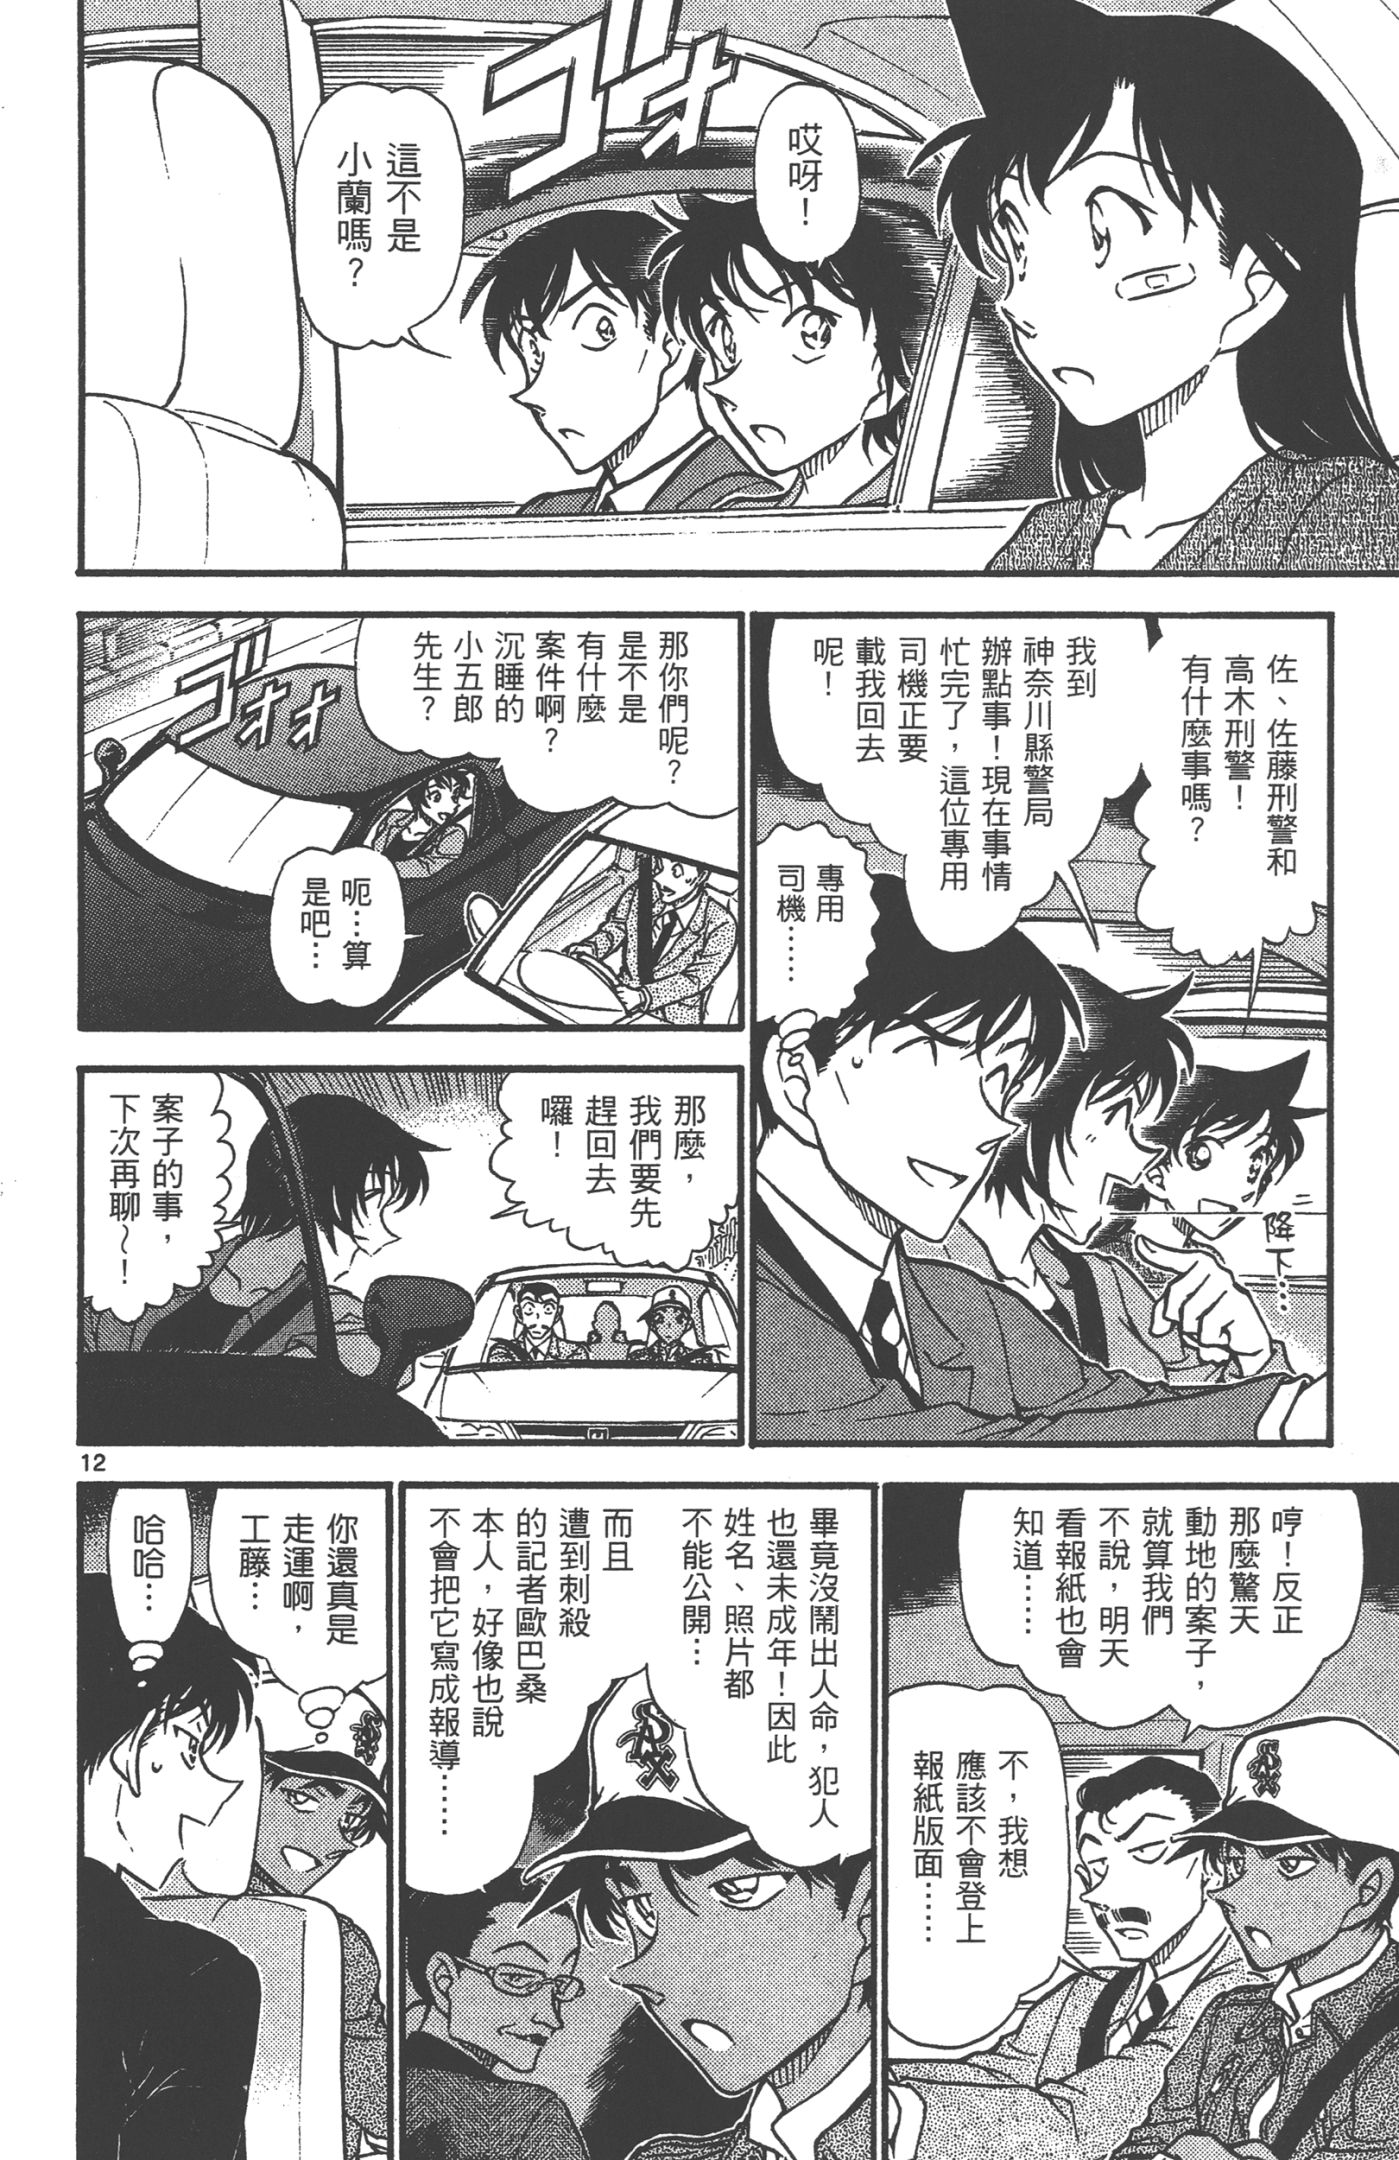 哎呀！
這不是
小蘭嗎？
ゴオオ
佐、佐藤刑警和
高木刑警！
有什麼事嗎？
我到
神奈川縣警局
辦點事！現在事情
忙完了，這位專用
司機正要
載我回去
呢！
專用
司機……
降下…
那你們呢？
是不是
有什麼
案件啊？
沉睡的
小五郎
先生？
ゴオオ
呃…算
是吧…
那麼，
我們要先
趕回去
囉！
案子的事，
下次再聊～！
12
哼！反正
那麼驚天
動地的案子，
就算我們
不說，明天
看報紙也會
知道……
不，我想
應該不會登上
報紙版面……
SAX
畢竟沒鬧出人命，犯人
也還未成年！因此
姓名、照片都
不能公開…
而且
遭到刺殺
的記者歐巴桑
本人，好像也說
不會把它寫成報導……
SAX
你還真是
走運啊，
工藤…
哈哈…